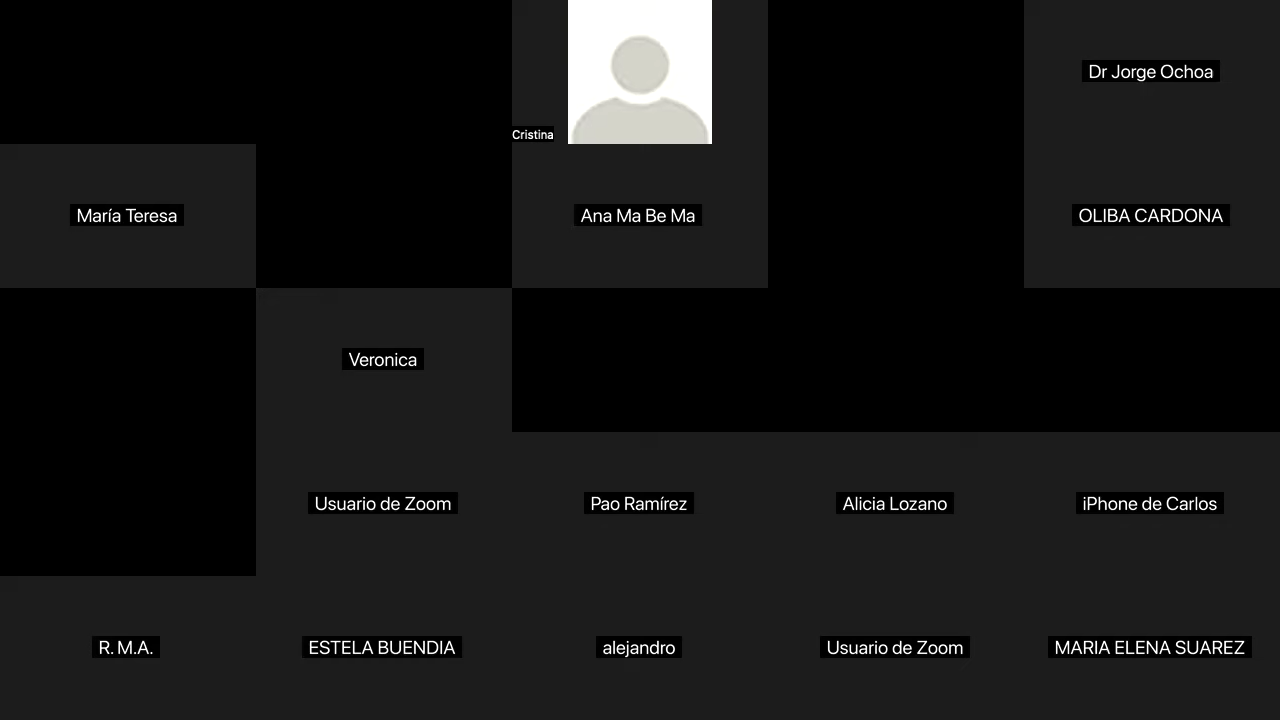 Dr Jorge Ochoa
Cristina
María Teresa
Ana Ma Be Ma
OLIBA CARDONA
Veronica
Usuario de Zoom
Pao Ramírez
Alicia Lozano
iPhone de Carlos
R. M.A.
ESTELA BUENDIA
alejandro
Usuario de Zoom
MARIA ELENA SUAREZ